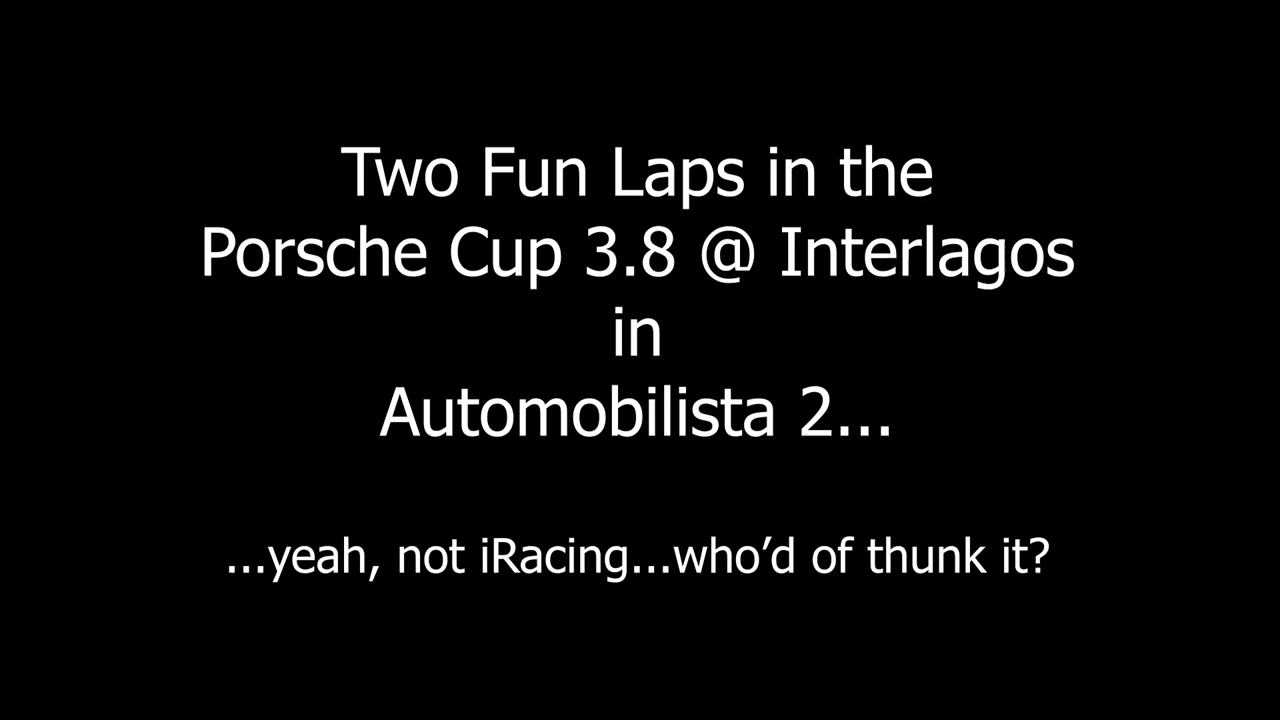 Two Fun Laps in the
Porsche Cup 3.8 @ Interlagos
in
Automobilista 2...
...yeah, not iRacing...who’d of thunk it?